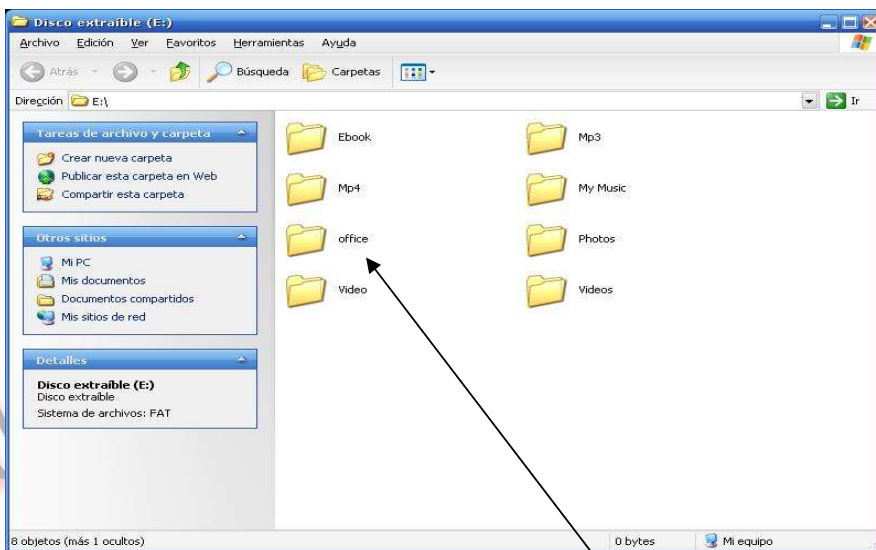 Disco extraíble (E:)
Archivo Edición Ver Favoritos Herramientas Ayuda
Atrás Búsqueda Carpetas
Dirección E:\ Ir
Tareas de archivo y carpeta
Crear nueva carpeta
Publicar esta carpeta en Web
Compartir esta carpeta
Otros sitios
Mi PC
Mis documentos
Documentos compartidos
Mis sitios de red
Detalles
Disco extraíble (E:)
Disco extraíble
Sistema de archivos: FAT
Ebook Mp3
Mp4 My Music
office Photos
Video Videos
8 objetos (más 1 ocultos) 0 bytes Mi equipo